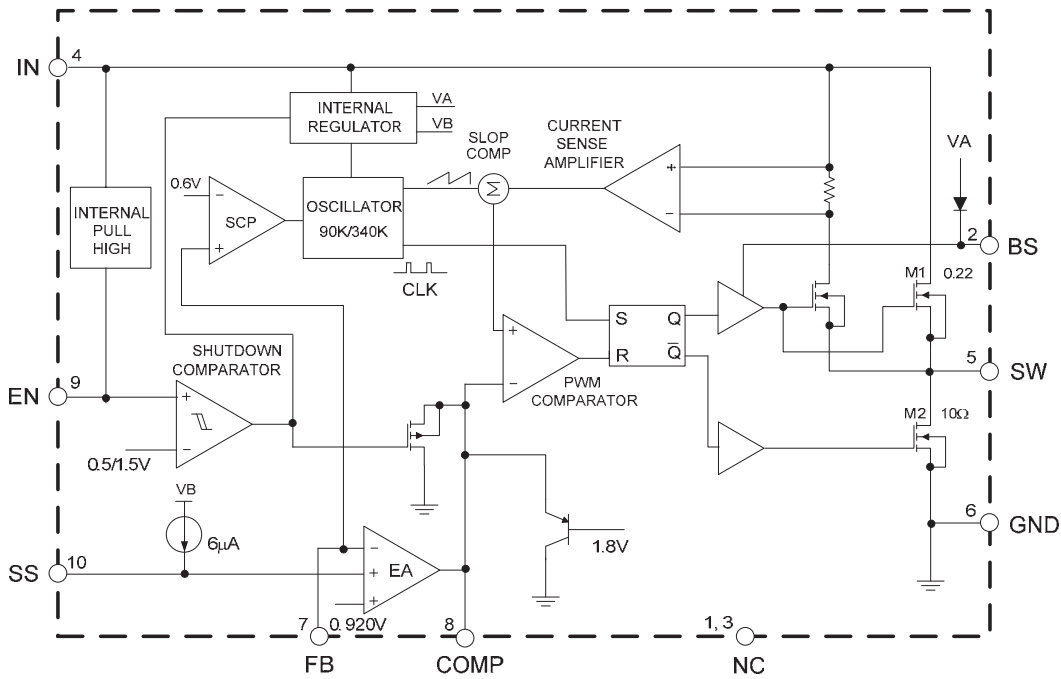 IN
4
INTERNAL
REGULATOR
VA
VB
SLOP
COMP
CURRENT
SENSE
AMPLIFIER
VA
0.6V
SCP
OSCILLATOR
90K/340K
Σ
+
−
INTERNAL
PULL
HIGH
−
+
CLK
2
BS
M1
0.22
S
Q
R
Q̅
+
−
PWM
COMPARATOR
5
SW
SHUTDOWN
COMPARATOR
EN
9
+
−
0.5/1.5V
M2
10Ω
VB
6μA
1.8V
6
GND
SS
10
−
+
+
EA
0.920V
7
FB
8
COMP
1, 3
NC